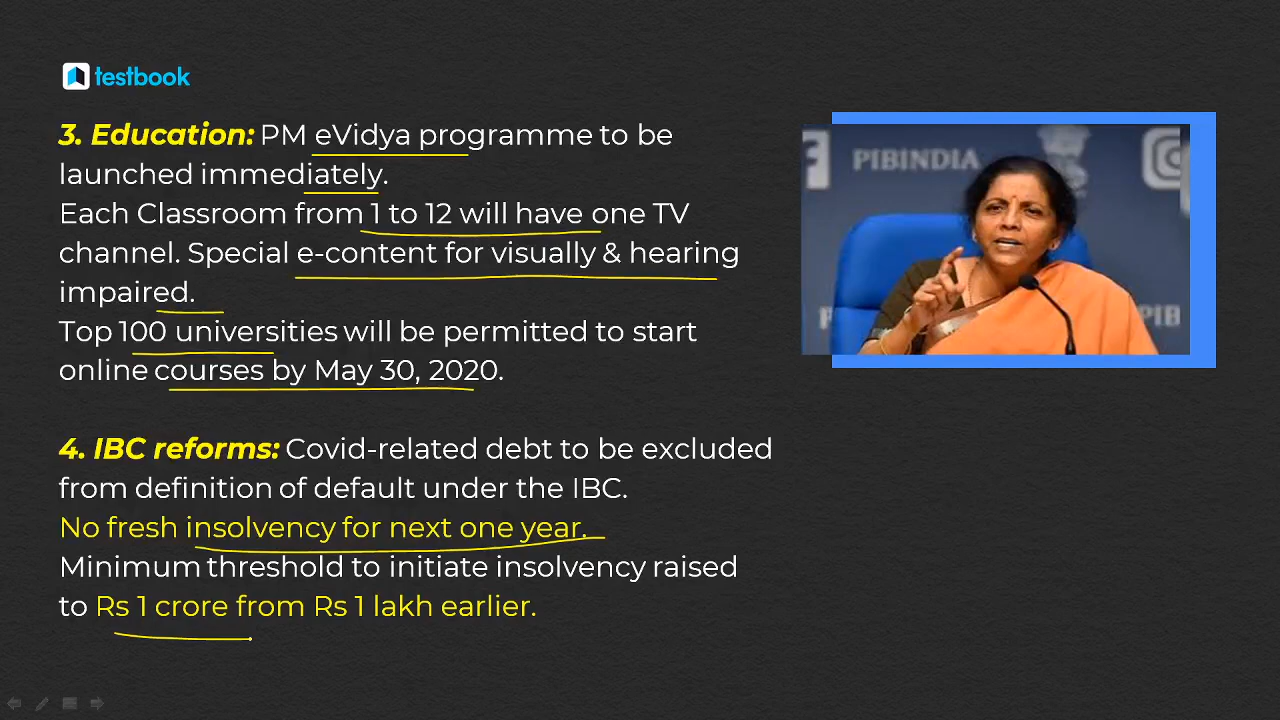 testbook
3. Education: PM eVidya programme to be
launched immediately.
Each Classroom from 1 to 12 will have one TV
channel. Special e-content for visually & hearing
impaired.
Top 100 universities will be permitted to start
online courses by May 30, 2020.
4. IBC reforms: Covid-related debt to be excluded
from definition of default under the IBC.
No fresh insolvency for next one year.
Minimum threshold to initiate insolvency raised
to Rs 1 crore from Rs 1 lakh earlier.
PIBINDIA
PIB